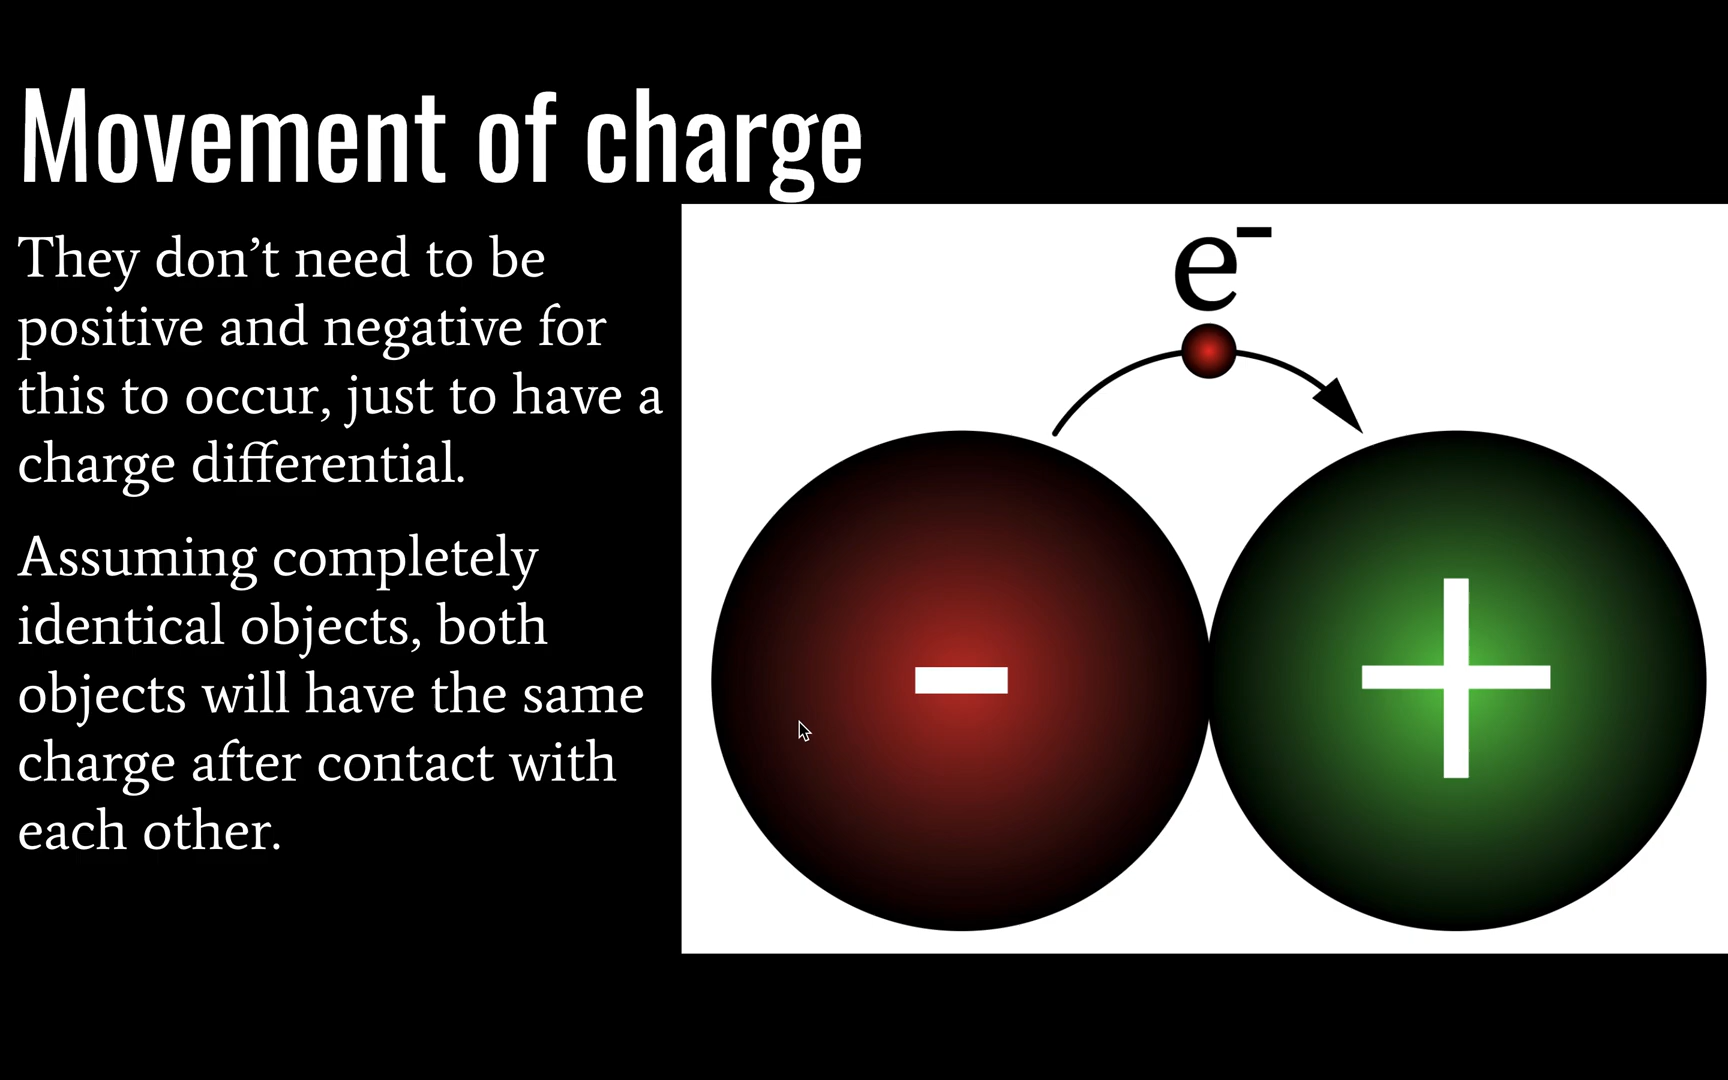 Movement of charge
They don’t need to be
positive and negative for
this to occur, just to have a
charge differential.
Assuming completely
identical objects, both
objects will have the same
charge after contact with
each other.
e⁻
- +